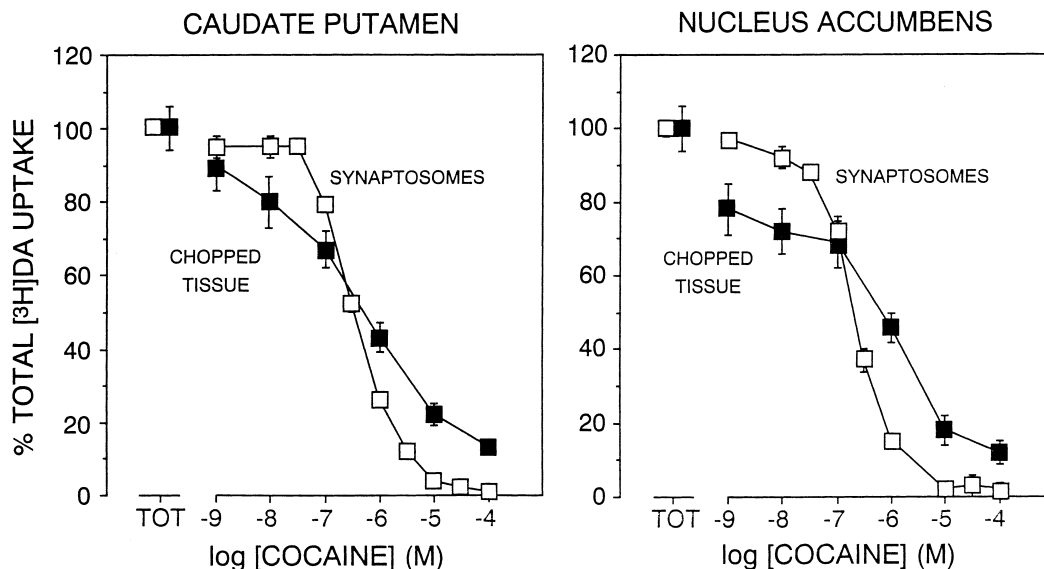 CAUDATE PUTAMEN
% TOTAL [³H]DA UPTAKE
120
100
80
60
40
20
0
SYNAPTOSOMES
CHOPPED
TISSUE
TOT -9 -8 -7 -6 -5 -4
log [COCAINE] (M)
NUCLEUS ACCUMBENS
120
100
80
60
40
20
0
SYNAPTOSOMES
CHOPPED
TISSUE
TOT -9 -8 -7 -6 -5 -4
log [COCAINE] (M)